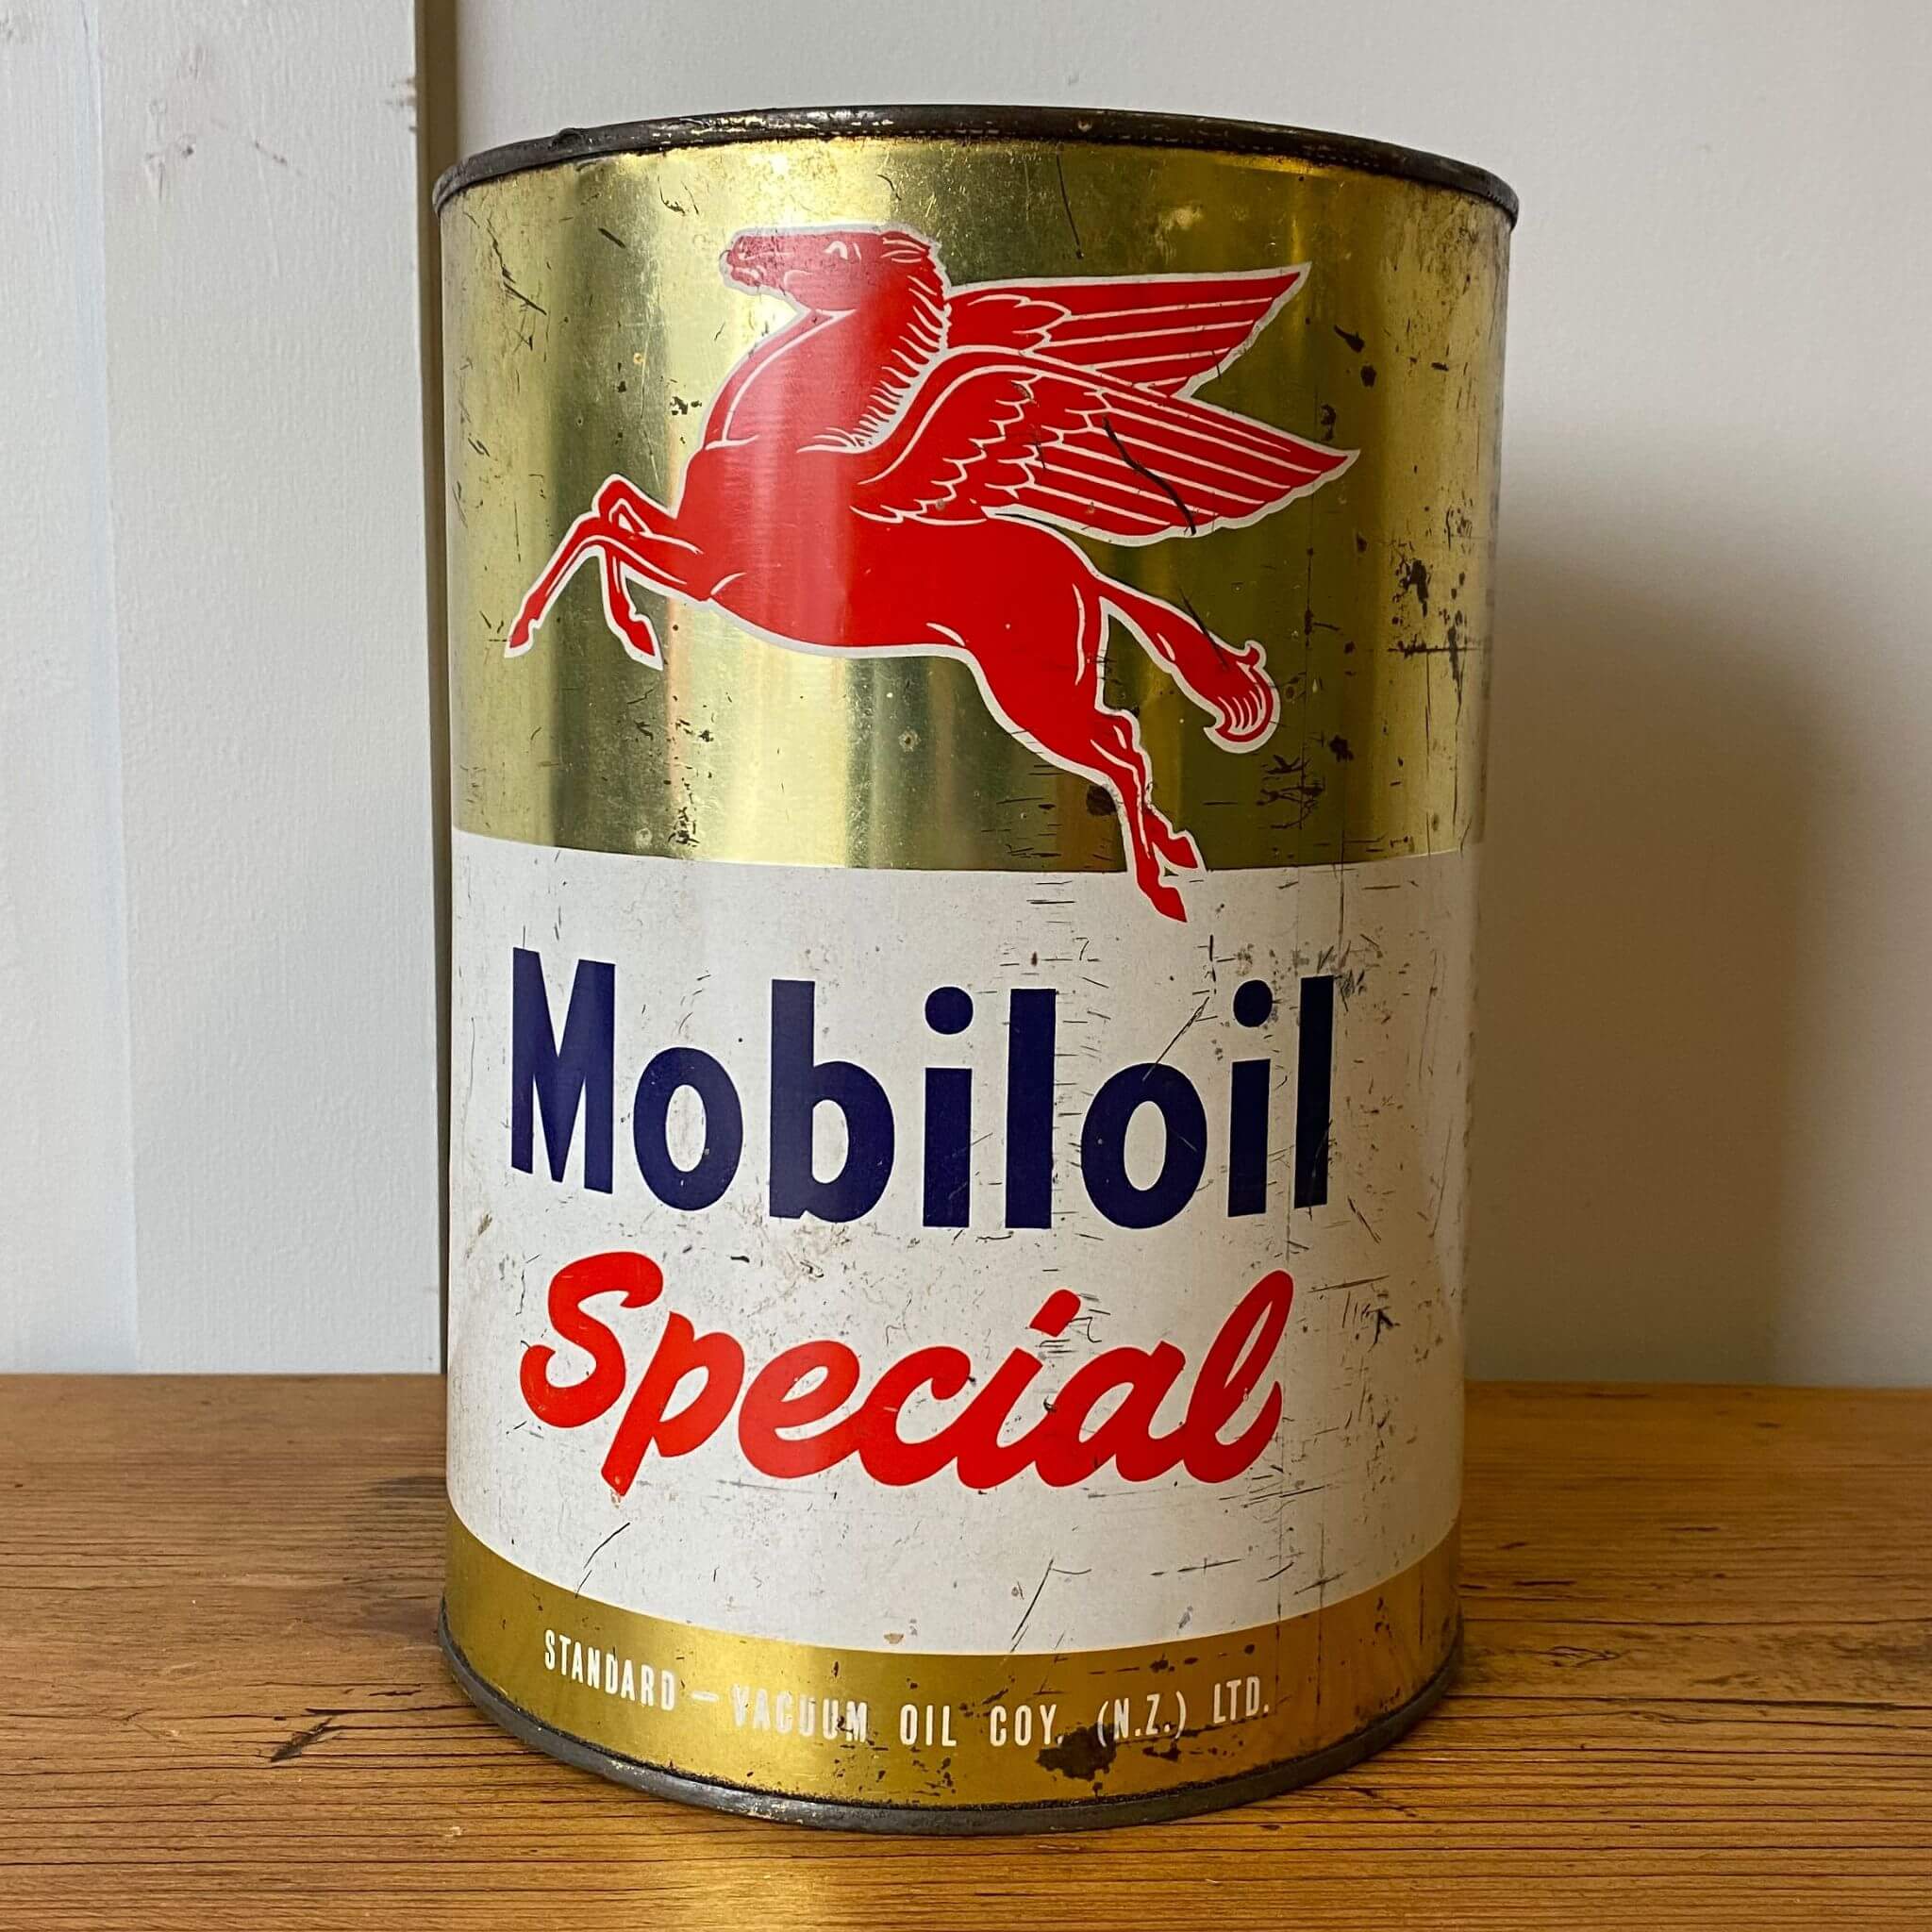 Mobiloil
Special
STANDARD – VACUUM OIL COY. (N.Z.) LTD.